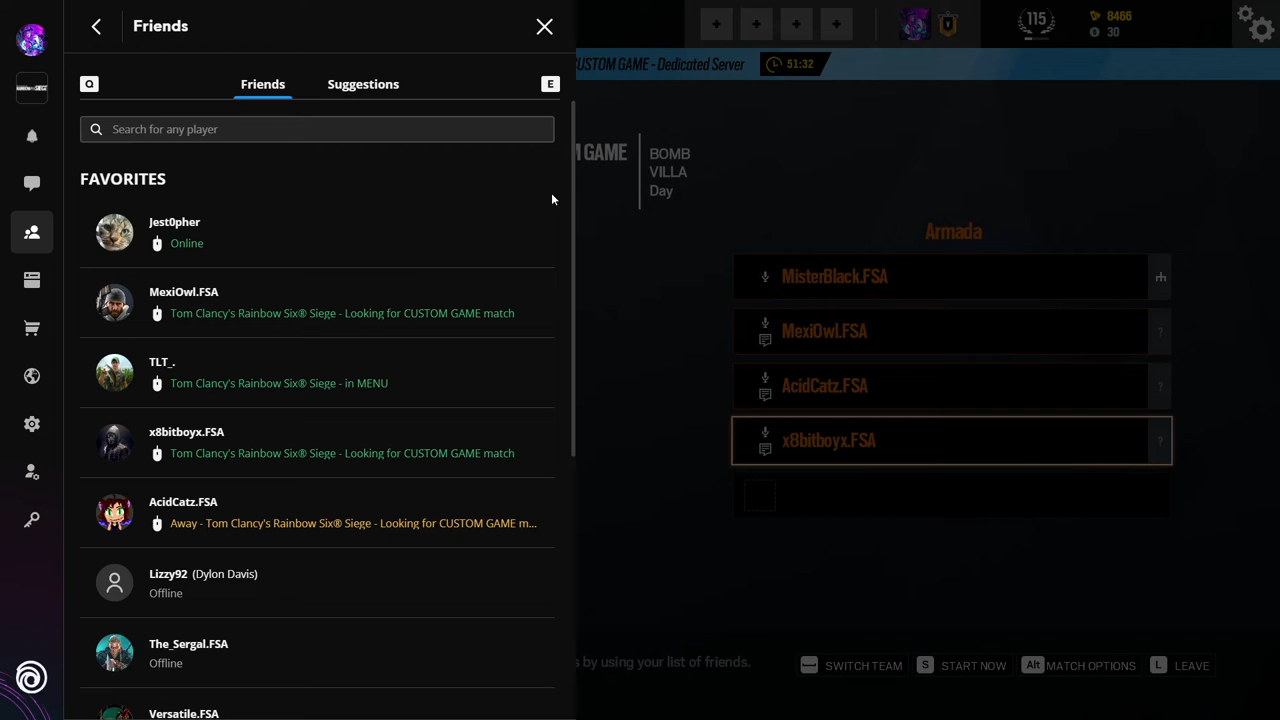 Friends
Q
Friends
Suggestions
E
Search for any player
FAVORITES
Jest0pher
Online
MexiOwl.FSA
Tom Clancy's Rainbow Six® Siege - Looking for CUSTOM GAME match
TLT_.
Tom Clancy's Rainbow Six® Siege - in MENU
x8bitboyx.FSA
Tom Clancy's Rainbow Six® Siege - Looking for CUSTOM GAME match
AcidCatz.FSA
Away - Tom Clancy's Rainbow Six® Siege - Looking for CUSTOM GAME m...
Lizzy92 (Dylon Davis)
Offline
The_Sergal.FSA
Offline
Versatile.FSA
115
8466
30
CUSTOM GAME - Dedicated Server
51:32
M GAME
BOMB
VILLA
Day
Armada
MisterBlack.FSA
MexiOwl.FSA
?
AcidCatz.FSA
?
x8bitboyx.FSA
?
s by using your list of friends.
SWITCH TEAM
S START NOW
Alt MATCH OPTIONS
L LEAVE